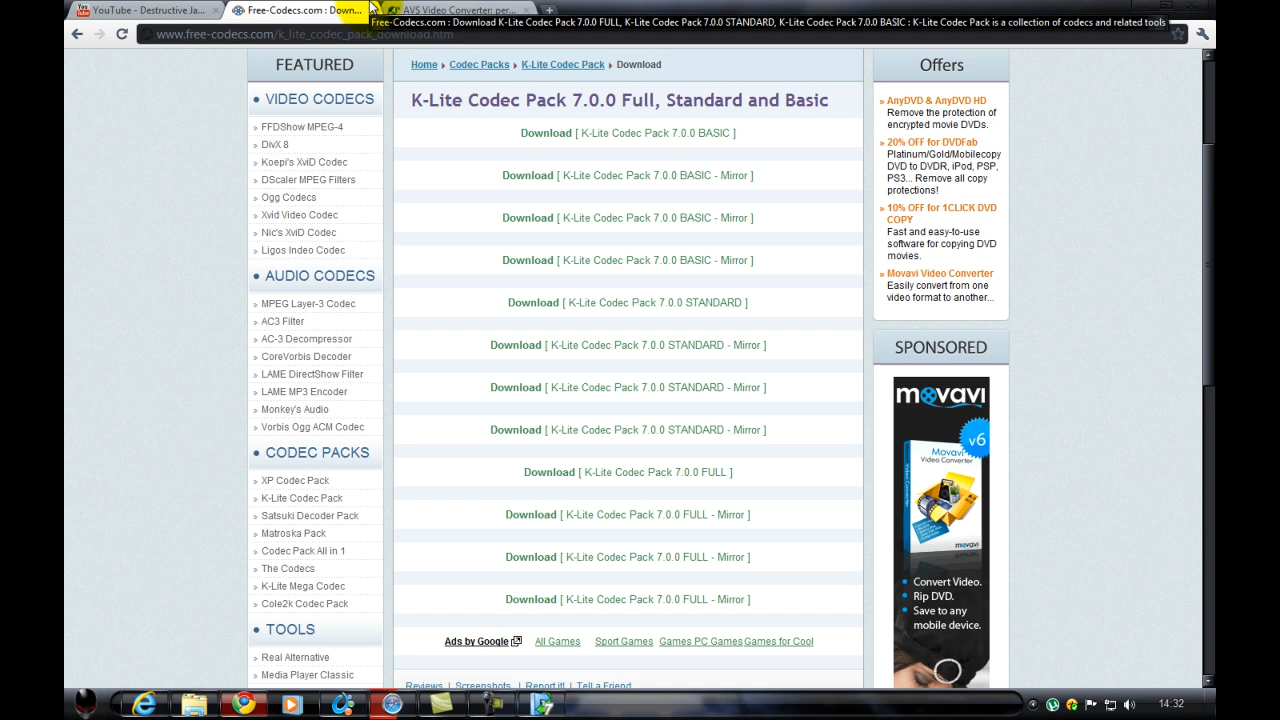 YouTube - Destructive Ja...
Free-Codecs.com : Down...
AVS Video Converter
Free-Codecs.com : Download K-Lite Codec Pack 7.0.0 FULL, K-Lite Codec Pack 7.0.0 STANDARD, K-Lite Codec Pack 7.0.0 BASIC : K-Lite Codec Pack is a collection of codecs and related tools
www.free-codecs.com/k_lite_codec_pack_download.htm
FEATURED
VIDEO CODECS
» FFDShow MPEG-4
» DivX 8
» Koepi's XviD Codec
» DScaler MPEG Filters
» Ogg Codecs
» Xvid Video Codec
» Nic's XviD Codec
» Ligos Indeo Codec
AUDIO CODECS
» MPEG Layer-3 Codec
» AC3 Filter
» AC-3 Decompressor
» CoreVorbis Decoder
» LAME DirectShow Filter
» LAME MP3 Encoder
» Monkey's Audio
» Vorbis Ogg ACM Codec
CODEC PACKS
» XP Codec Pack
» K-Lite Codec Pack
» Satsuki Decoder Pack
» Matroska Pack
» Codec Pack All in 1
» The Codecs
» K-Lite Mega Codec
» Cole2k Codec Pack
TOOLS
» Real Alternative
» Media Player Classic
Home Codec Packs K-Lite Codec Pack Download
K-Lite Codec Pack 7.0.0 Full, Standard and Basic
Download [ K-Lite Codec Pack 7.0.0 BASIC ]
Download [ K-Lite Codec Pack 7.0.0 BASIC - Mirror ]
Download [ K-Lite Codec Pack 7.0.0 BASIC - Mirror ]
Download [ K-Lite Codec Pack 7.0.0 BASIC - Mirror ]
Download [ K-Lite Codec Pack 7.0.0 STANDARD ]
Download [ K-Lite Codec Pack 7.0.0 STANDARD - Mirror ]
Download [ K-Lite Codec Pack 7.0.0 STANDARD - Mirror ]
Download [ K-Lite Codec Pack 7.0.0 STANDARD - Mirror ]
Download [ K-Lite Codec Pack 7.0.0 FULL ]
Download [ K-Lite Codec Pack 7.0.0 FULL - Mirror ]
Download [ K-Lite Codec Pack 7.0.0 FULL - Mirror ]
Download [ K-Lite Codec Pack 7.0.0 FULL - Mirror ]
Ads by Google All Games Sport Games Games PC Games Games for Cool
Reviews | Screenshots | Report it! | Tell a Friend
Offers
» AnyDVD & AnyDVD HD
Remove the protection of
encrypted movie DVDs.
» 20% OFF for DVDFab
Platinum/Gold/Mobilecopy
DVD to DVDR, iPod, PSP,
PS3... Remove all copy
protections!
» 10% OFF for 1CLICK DVD
COPY
Fast and easy-to-use
software for copying DVD
movies.
» Movavi Video Converter
Easily convert from one
video format to another...
SPONSORED
movavi
v6
Movavi
Video Converter
movavi
Convert Video.
Rip DVD.
Save to any
mobile device.
14:32